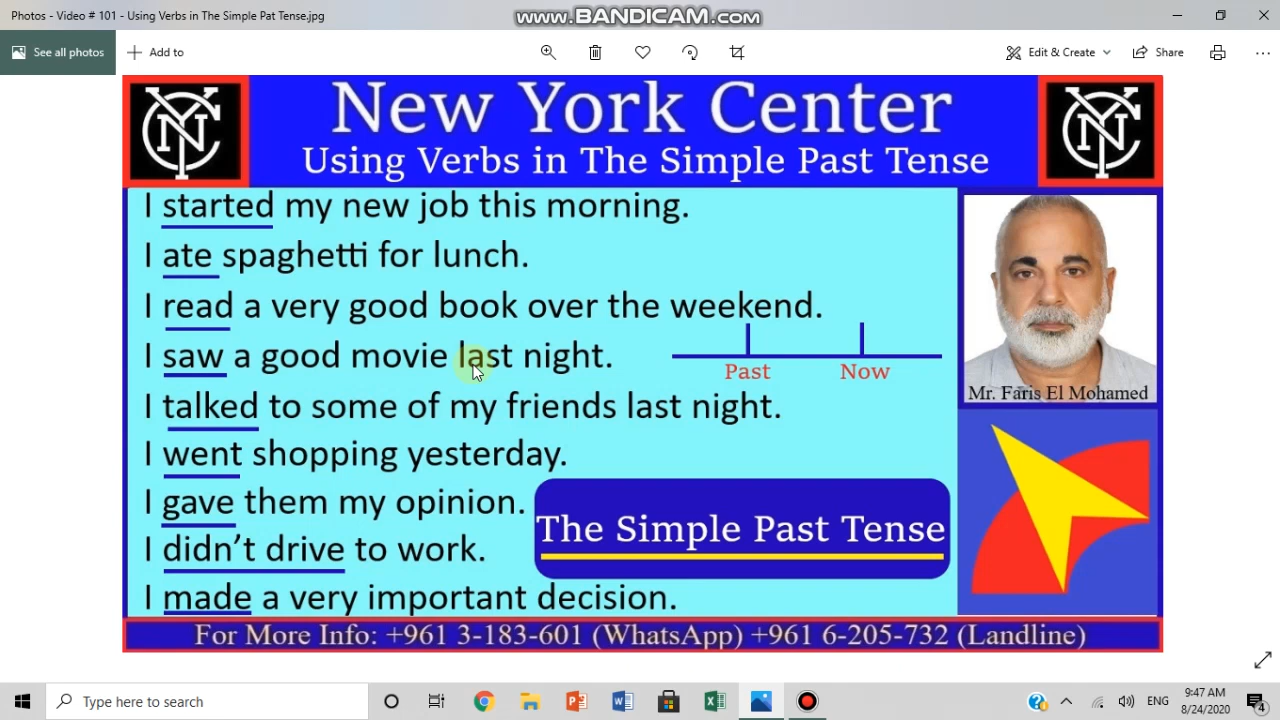 Photos - Video # 101 - Using Verbs in The Simple Pat Tense.jpg
www.BANDICAM.com
See all photos
Add to
Edit & Create
Share
New York Center
Using Verbs in The Simple Past Tense
I started my new job this morning.
I ate spaghetti for lunch.
I read a very good book over the weekend.
I saw a good movie last night.
Past Now
Mr. Faris El Mohamed
I talked to some of my friends last night.
I went shopping yesterday.
I gave them my opinion.
The Simple Past Tense
I didn’t drive to work.
I made a very important decision.
For More Info: +961 3-183-601 (WhatsApp) +961 6-205-732 (Landline)
Type here to search
ENG
9:47 AM
8/24/2020
4